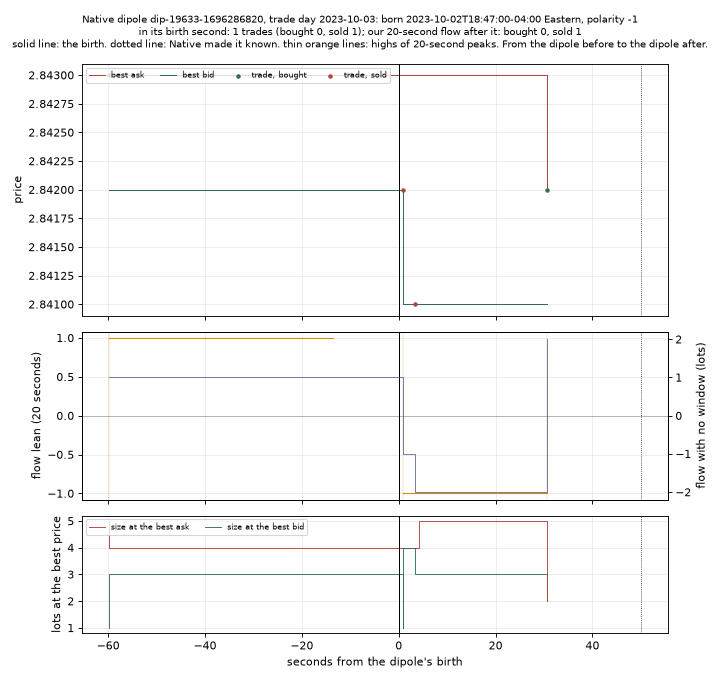 Native dipole dip-19633-1696286820, trade day 2023-10-03: born 2023-10-02T18:47:00-04:00 Eastern, polarity -1
in its birth second: 1 trades (bought 0, sold 1); our 20-second flow after it: bought 0, sold 1
solid line: the birth. dotted line: Native made it known. thin orange lines: highs of 20-second peaks. From the dipole before to the dipole after.
best ask best bid trade, bought trade, sold
2.84300
2.84275
2.84250
2.84225
2.84200
2.84175
2.84150
2.84125
2.84100
price
1.0
0.5
0.0
−0.5
−1.0
flow lean (20 seconds)
2
1
0
−1
−2
flow with no window (lots)
size at the best ask size at the best bid
5
4
3
2
1
lots at the best price
−60 −40 −20 0 20 40
seconds from the dipole's birth